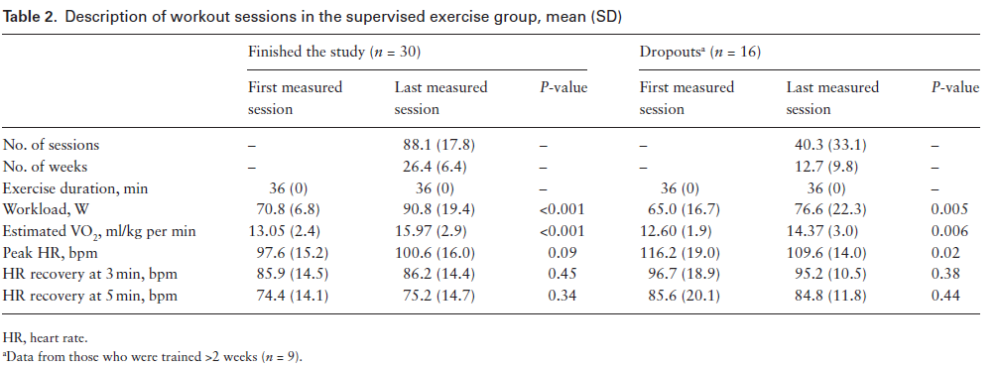 Table 2. Description of workout sessions in the supervised exercise group, mean (SD)
Finished the study (n = 30) Dropoutsᵃ (n = 16)
First measured session Last measured session P-value First measured session Last measured session P-value
No. of sessions – 88.1 (17.8) – – 40.3 (33.1) –
No. of weeks – 26.4 (6.4) – – 12.7 (9.8) –
Exercise duration, min 36 (0) 36 (0) – 36 (0) 36 (0) –
Workload, W 70.8 (6.8) 90.8 (19.4) <0.001 65.0 (16.7) 76.6 (22.3) 0.005
Estimated VO₂, ml/kg per min 13.05 (2.4) 15.97 (2.9) <0.001 12.60 (1.9) 14.37 (3.0) 0.006
Peak HR, bpm 97.6 (15.2) 100.6 (16.0) 0.09 116.2 (19.0) 109.6 (14.0) 0.02
HR recovery at 3 min, bpm 85.9 (14.5) 86.2 (14.4) 0.45 96.7 (18.9) 95.2 (10.5) 0.38
HR recovery at 5 min, bpm 74.4 (14.1) 75.2 (14.7) 0.34 85.6 (20.1) 84.8 (11.8) 0.44
HR, heart rate.
ᵃData from those who were trained >2 weeks (n = 9).